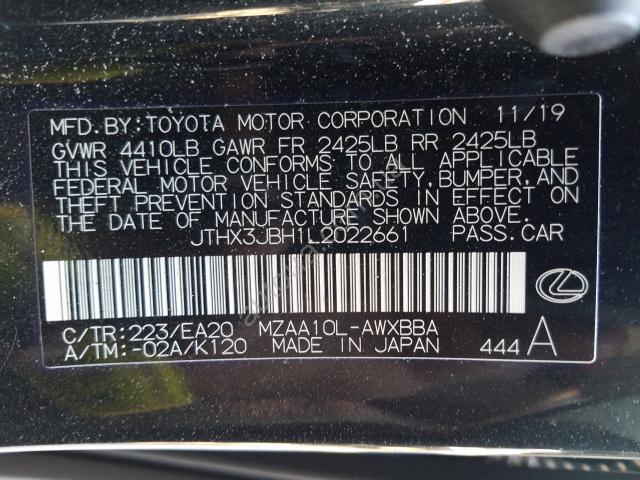 MFD. BY: TOYOTA MOTOR CORPORATION 11/19
GVWR 4410LB GAWR FR 2425LB RR 2425LB
THIS VEHICLE CONFORMS TO ALL APPLICABLE
FEDERAL MOTOR VEHICLE SAFETY, BUMPER, AND
THEFT PREVENTION STANDARDS IN EFFECT ON
THE DATE OF MANUFACTURE SHOWN ABOVE.
JTHX3JBH1L2022661 PASS.CAR
C/TR:223/EA20 MZAA10L-AWXBBA
A/TM:-02A/K120 MADE IN JAPAN 444 A